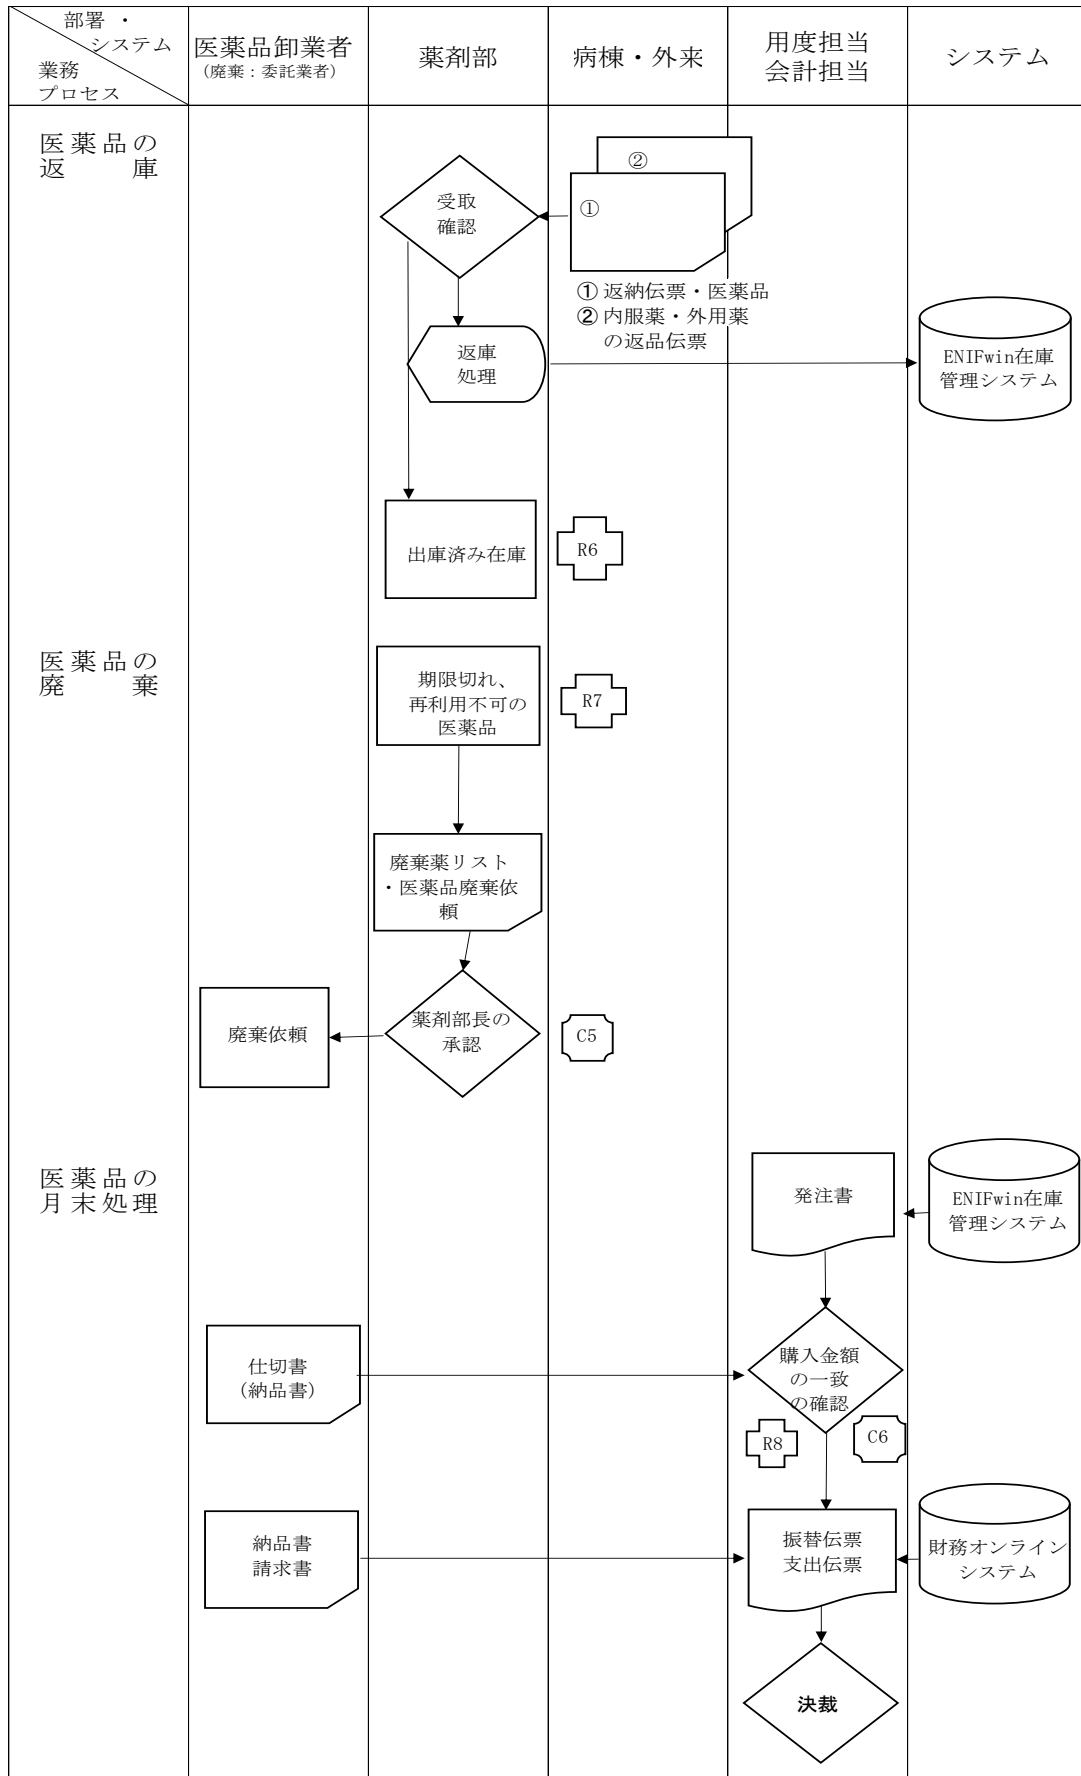 部署 ・
システム
業務
プロセス
医薬品卸業者
(廃棄：委託業者)
薬剤部
病棟・外来
用度担当
会計担当
システム
医薬品の
返庫
②
①
受取
確認
① 返納伝票・医薬品
② 内服薬・外用薬
の返品伝票
返庫
処理
ENIFwin在庫
管理システム
出庫済み在庫
R6
医薬品の
廃棄
期限切れ、
再利用不可の
医薬品
R7
廃棄薬リスト
・医薬品廃棄依
頼
廃棄依頼
薬剤部長の
承認
C5
医薬品の
月末処理
発注書
ENIFwin在庫
管理システム
仕切書
(納品書)
購入金額
の一致
の確認
R8
C6
納品書
請求書
振替伝票
支出伝票
財務オンライン
システム
決裁